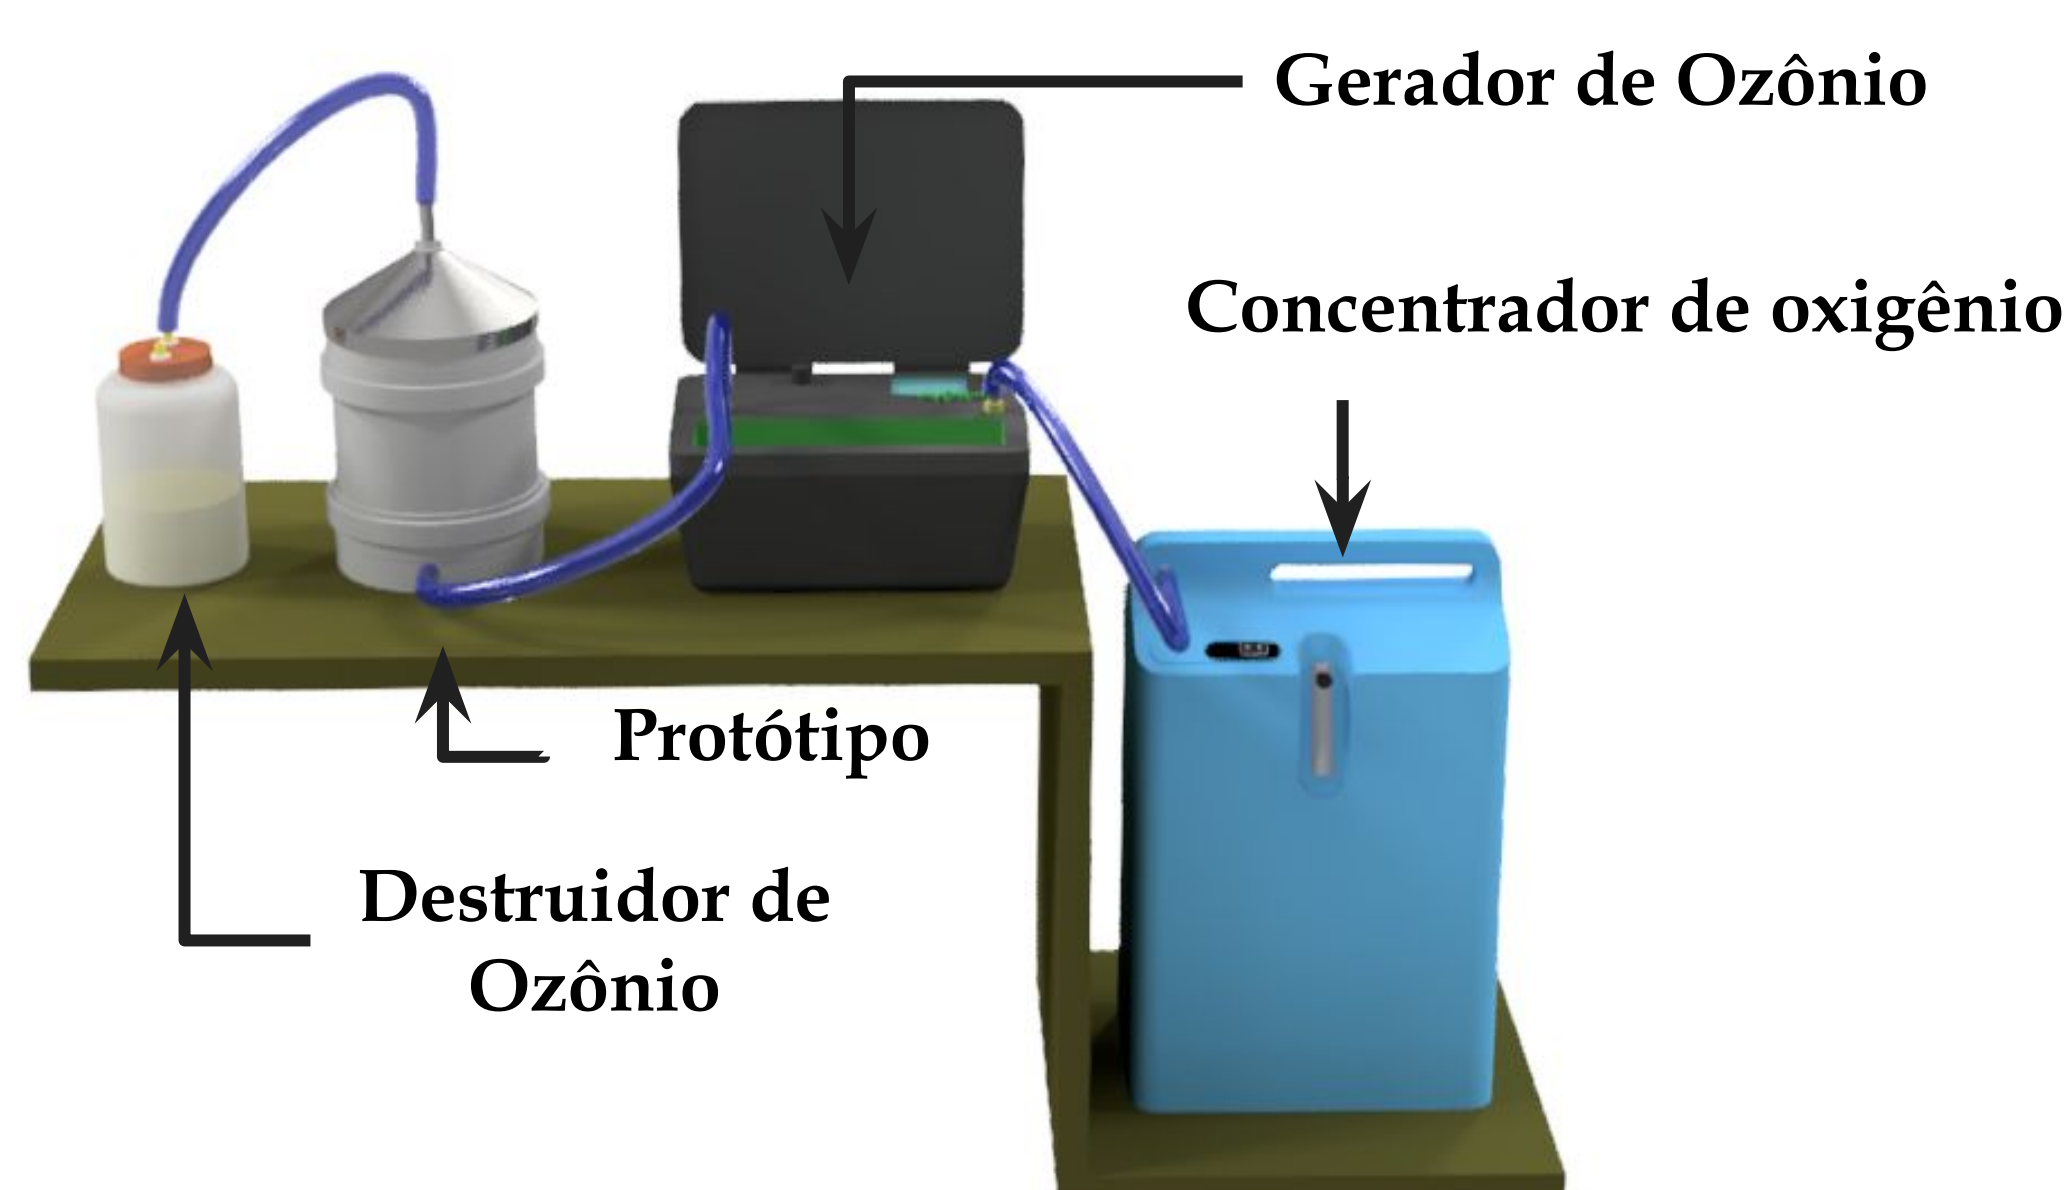 Gerador de Ozônio
Concentrador de oxigênio
Protótipo
Destruidor de
Ozônio